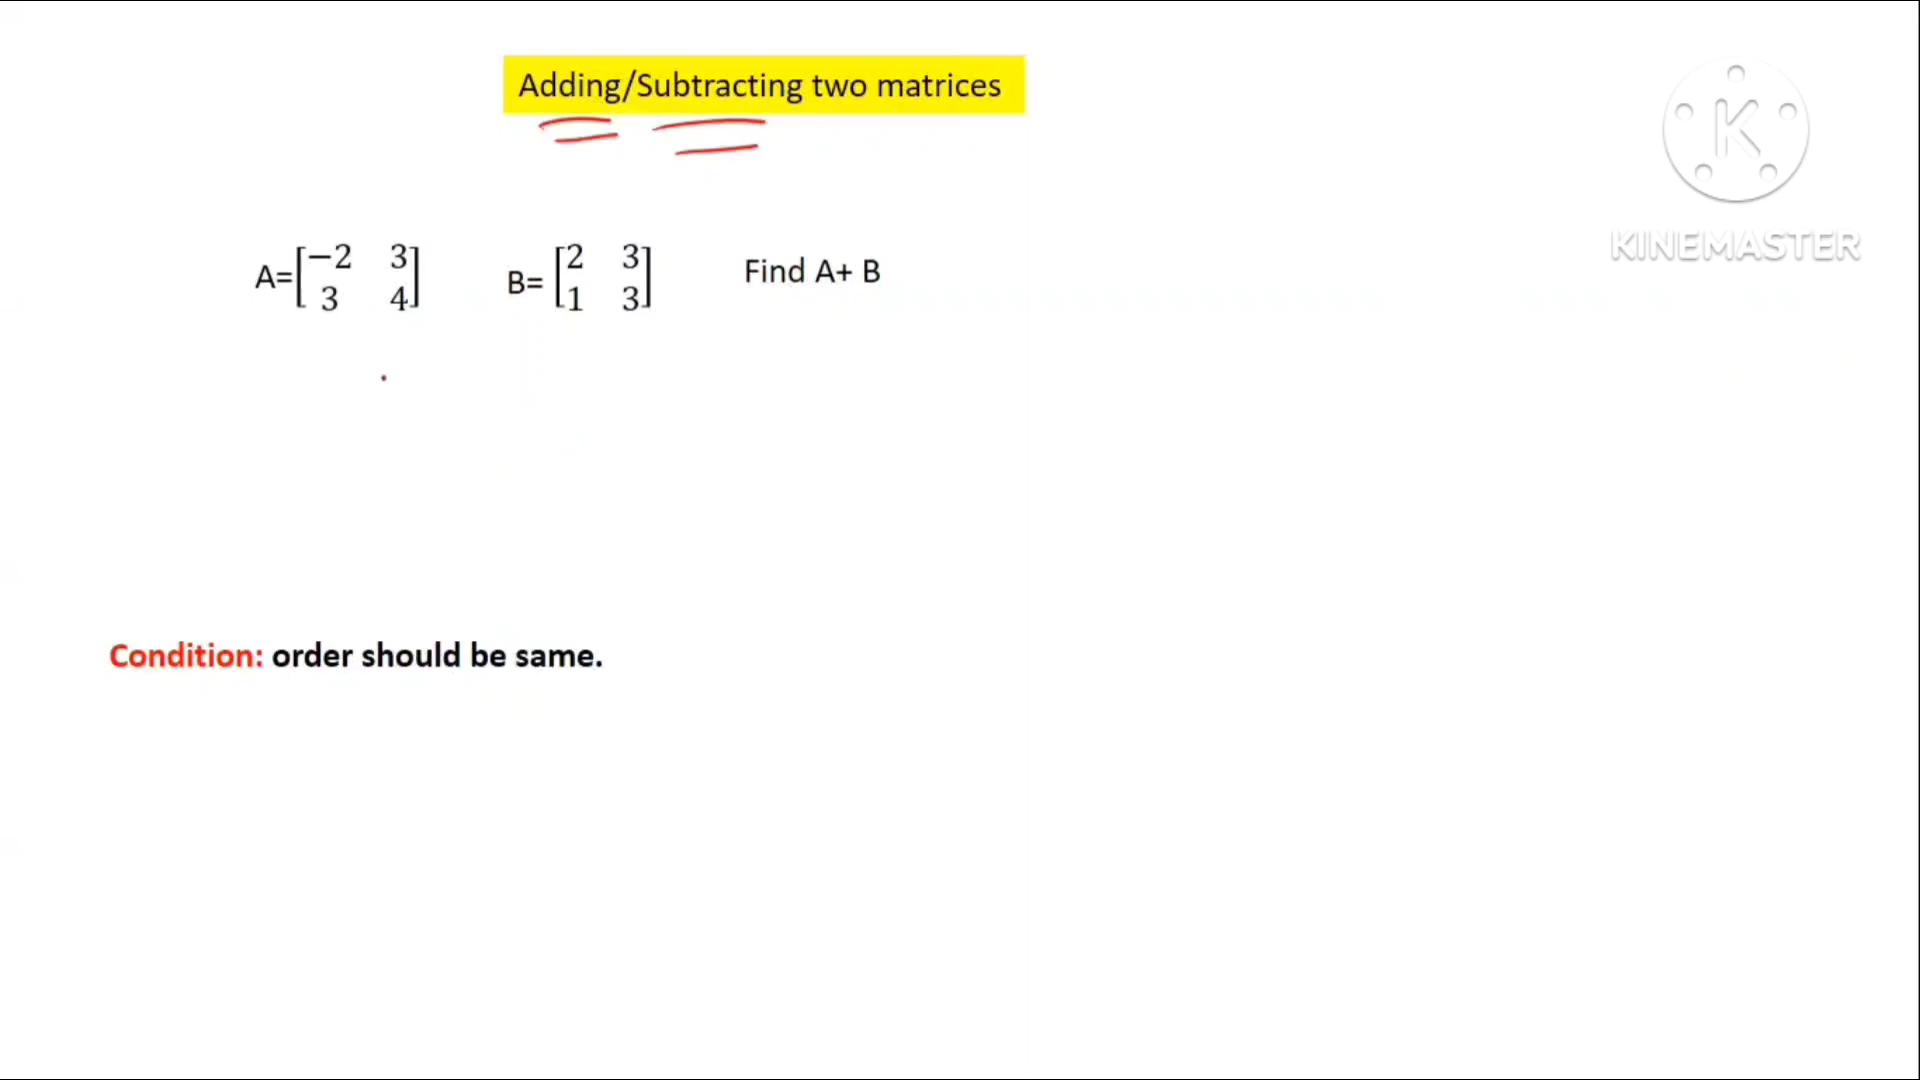 Adding/Subtracting two matrices
K
KINEMASTER
A=[−2 3
3 4] B= [2 3
1 3] Find A+ B
Condition: order should be same.